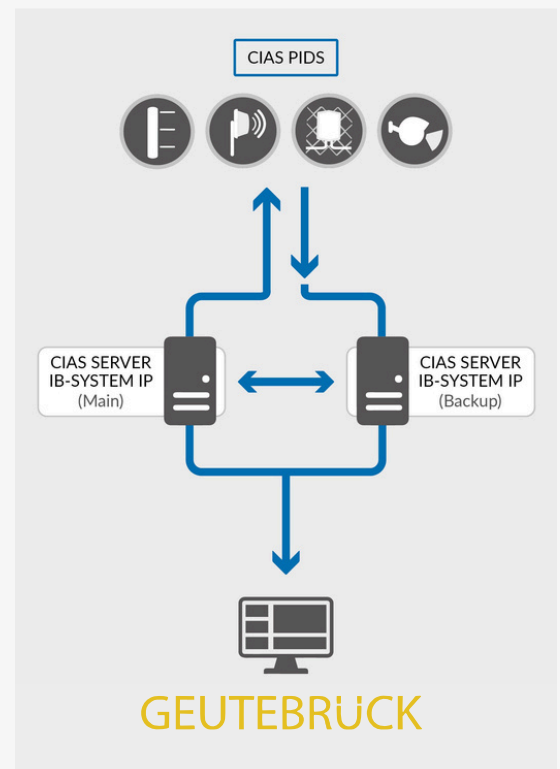 CIAS PIDS
CIAS SERVER
IB-SYSTEM IP
(Main)
CIAS SERVER
IB-SYSTEM IP
(Backup)
GEUTEBRÜCK